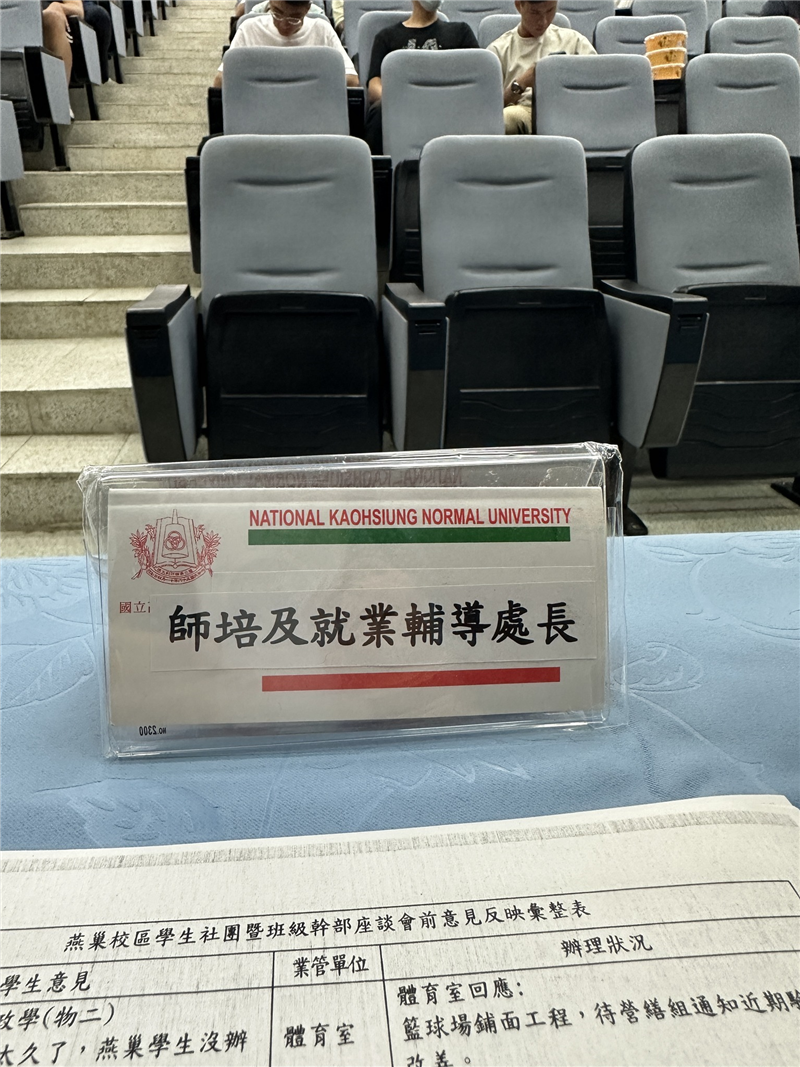 NATIONAL KAOHSIUNG NORMAL UNIVERSITY
國立
師培及就業輔導處長
NO.2300
燕巢校區學生社團暨班級幹部座談會前意見反映彙整表
學生意見
業管單位
辦理狀況
政學(物二)
太久了，燕巢學生沒辦
體育室
體育室回應：
籃球場鋪面工程，待營繕組通知近期驗
改善。